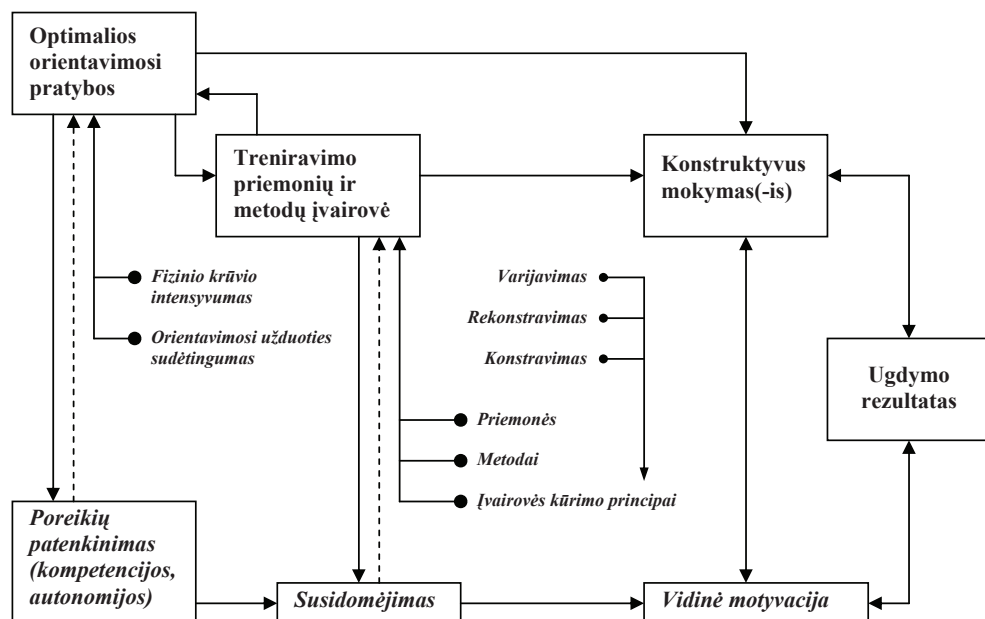 Optimalios
orientavimosi
pratybos
Treniravimo
priemonių ir
metodų įvairovė
Konstruktyvus
mokymas(-is)
Fizinio krūvio
intensyvumas
Orientavimosi užduoties
sudėtingumas
Varijavimas
Rekonstravimas
Konstravimas
Priemonės
Metodai
Įvairovės kūrimo principai
Ugdymo
rezultatas
Poreikių
patenkinimas
(kompetencijos,
autonomijos)
Susidomėjimas
Vidinė motyvacija